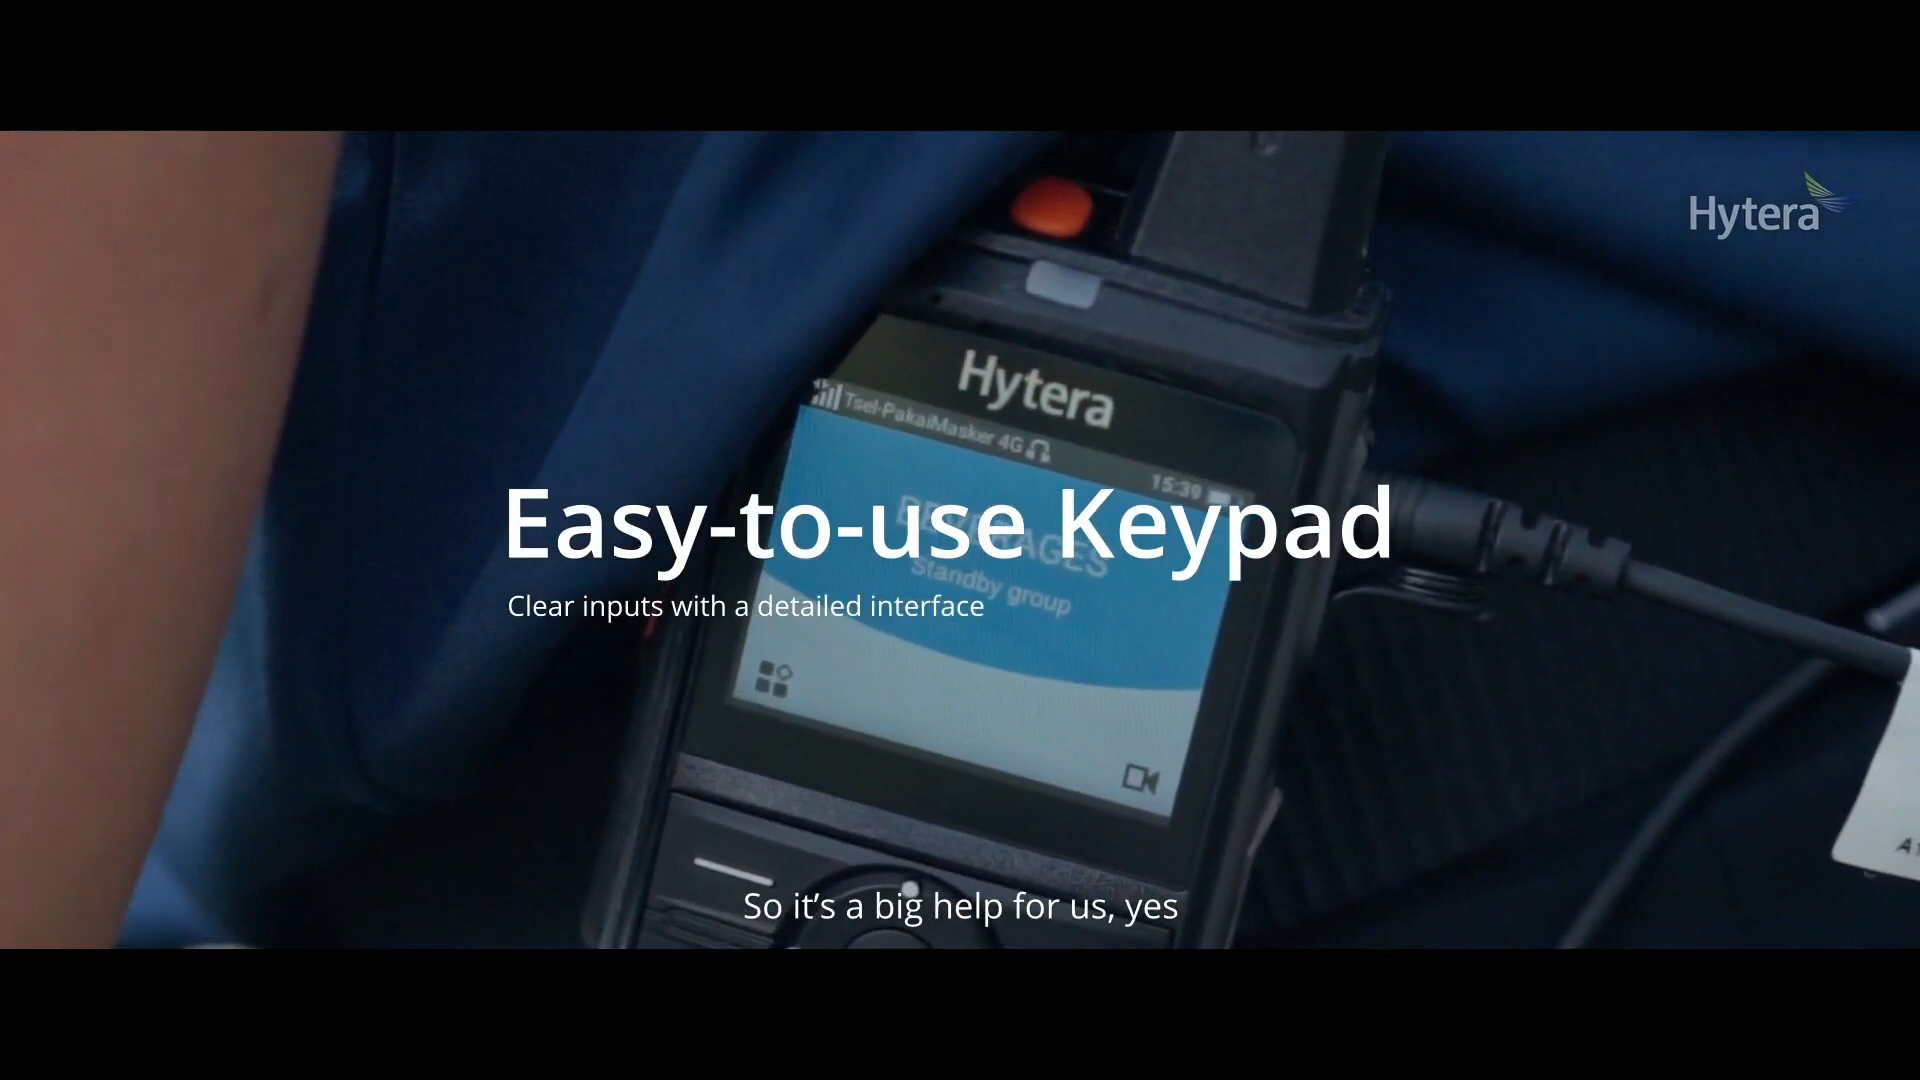 Hytera
Hytera
Tsel-PakaiMasker 4G
15:39
BEVERAGES
Easy-to-use Keypad
Standby group
Clear inputs with a detailed interface
So it’s a big help for us, yes